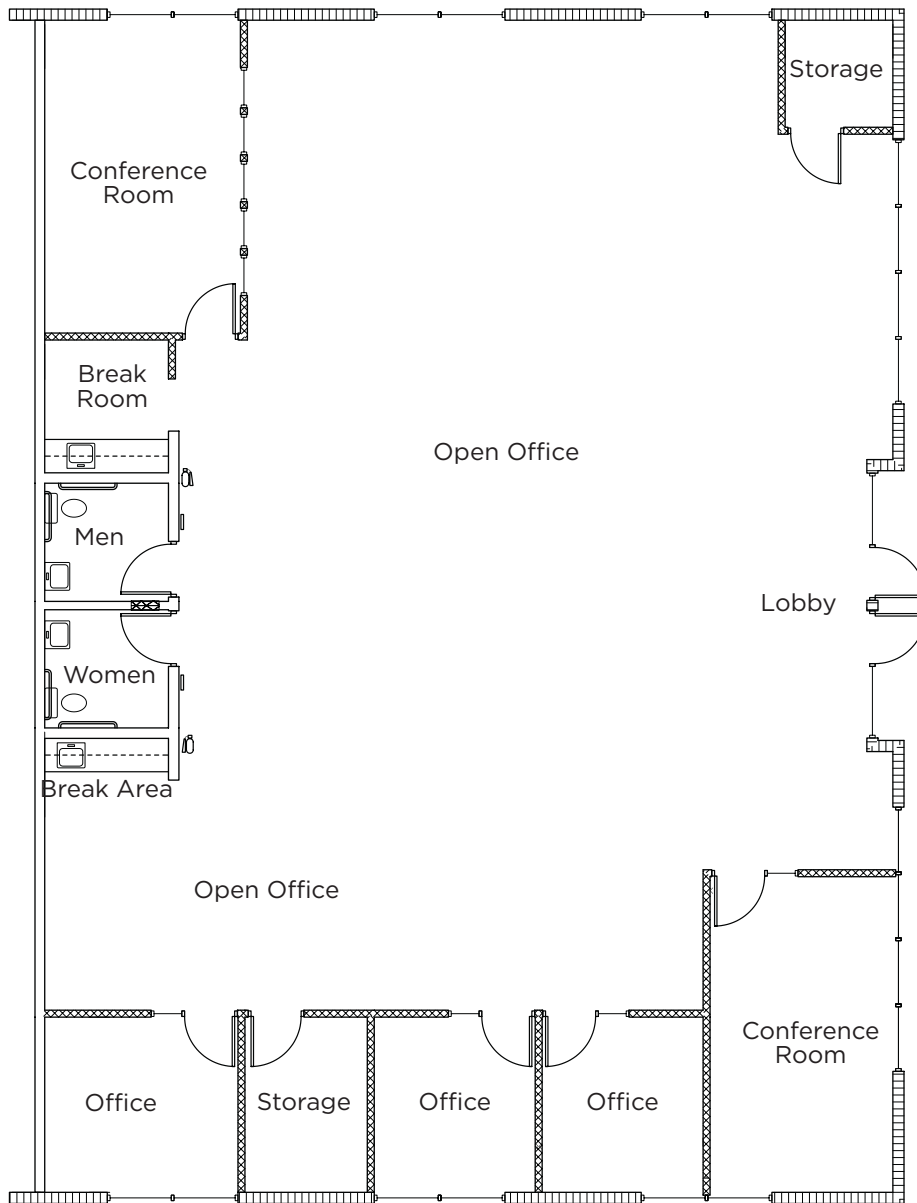 Storage
Conference
Room
Break
Room
Open Office
Men
Lobby
Women
Break Area
Open Office
Conference
Room
Office
Storage
Office
Office